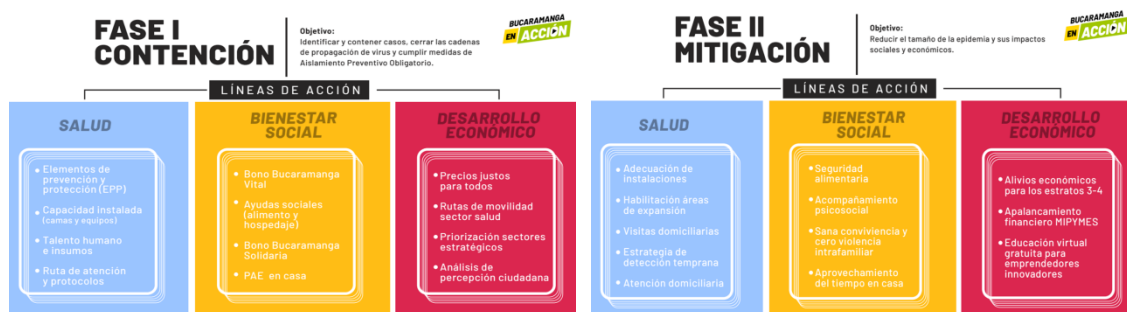 FASE I
CONTENCIÓN
Objetivo:
Identificar y contener casos, cerrar las cadenas
de propagación de virus y cumplir medidas de
Aislamiento Preventivo Obligatorio.
BUCARAMANGA
EN ACCIÓN
LÍNEAS DE ACCIÓN
SALUD
• Elementos de
prevención y
protección (EPP)
• Capacidad instalada
(camas y equipos)
• Talento humano
e insumos
• Ruta de atención
y protocolos
BIENESTAR
SOCIAL
• Bono Bucaramanga
Vital
• Ayudas sociales
(alimento y
hospedaje)
• Bono Bucaramanga
Solidaria
• PAE en casa
DESARROLLO
ECONÓMICO
• Precios justos
para todos
• Rutas de movilidad
sector salud
• Priorización sectores
estratégicos
• Análisis de
percepción ciudadana
FASE II
MITIGACIÓN
Objetivo:
Reducir el tamaño de la epidemia y sus impactos
sociales y económicos.
BUCARAMANGA
EN ACCIÓN
LÍNEAS DE ACCIÓN
SALUD
• Adecuación de
instalaciones
• Habilitación áreas
de expansión
• Visitas domiciliarias
• Estrategia de
detección temprana
• Atención domiciliaria
BIENESTAR
SOCIAL
• Seguridad
alimentaria
• Acompañamiento
psicosocial
• Sana conviviencia y
cero violencia
intrafamiliar
• Aprovechamiento
del tiempo en casa
DESARROLLO
ECONÓMICO
• Alivios económicos
para los estratos 3-4
• Apalancamiento
financiero MIPYMES
• Educación virtual
gratuita para
emprendedores
innovadores